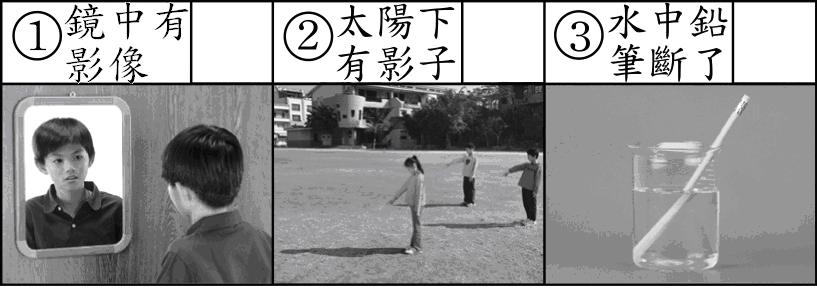 ①鏡中有
影像
②太陽下
有影子
③水中鉛
筆斷了